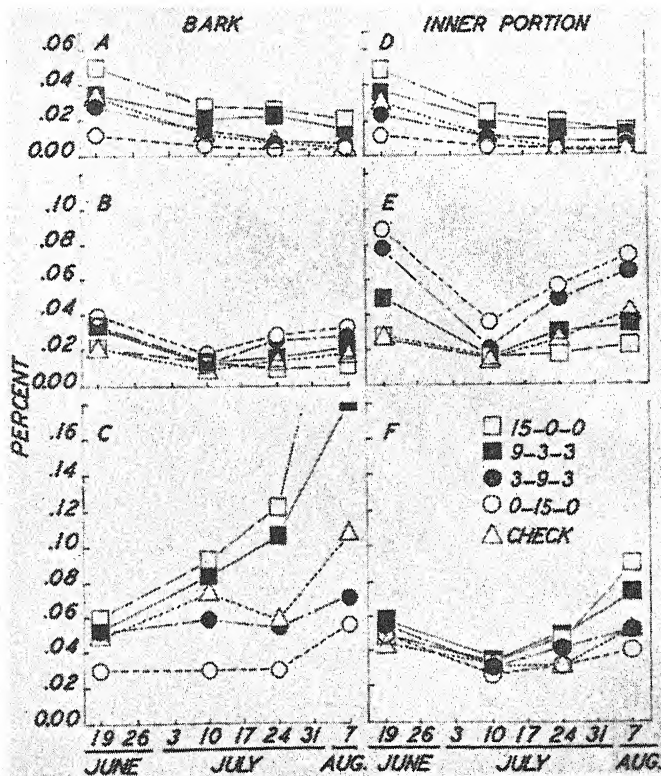 BARK
INNER PORTION
.06
.04
.02
0.00
A
D
.10
.08
.06
.04
.02
0.00
B
E
PERCENT
.16
.12
.10
.08
.06
.04
.02
0.00
C
F
15-0-0
9-3-3
3-9-3
0-15-0
CHECK
19 26 3 10 17 24 31 7
19 26 3 10 17 24 31 7
JUNE JULY AUG. JUNE JULY AUG.